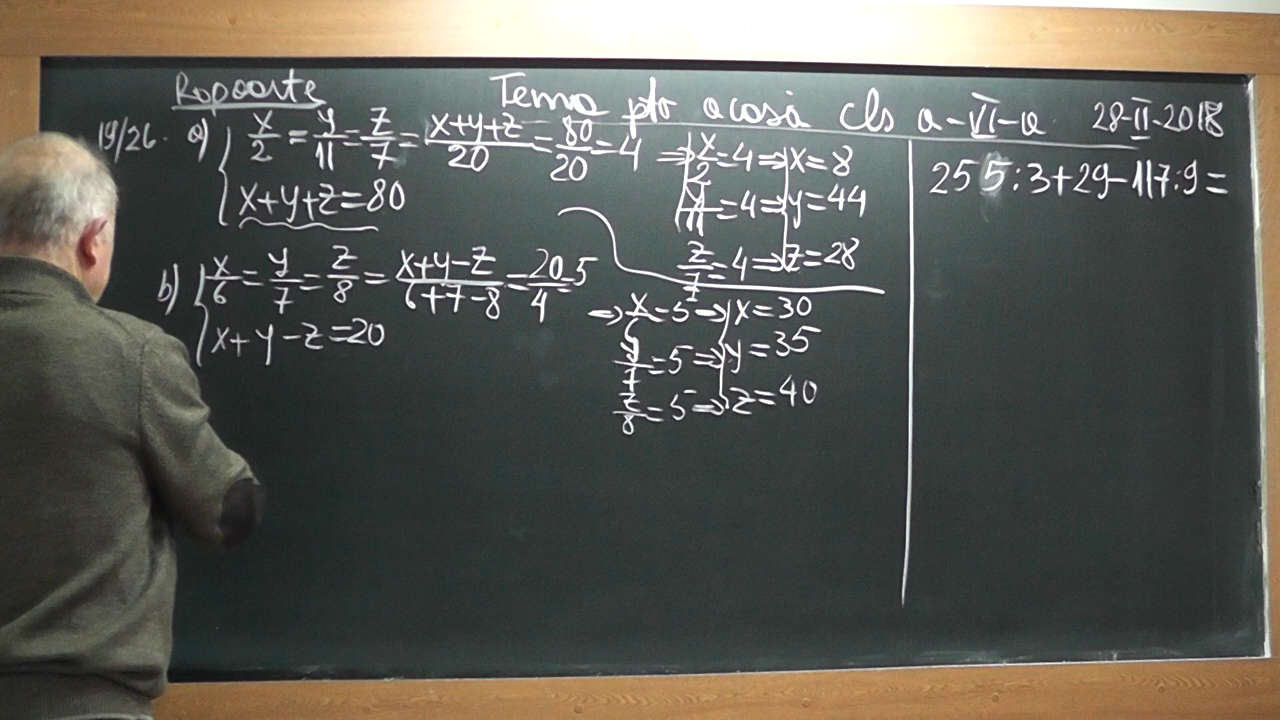 Rapoarte
Tema ptr acasă cls a-VI-a 28-II-2018
19/26. a) { x/2 = y/11 = z/7 = (x+y+z)/20 = 80/20 = 4 ⇒ x/2 = 4 ⇒ x = 8
x+y+z = 80
y/11 = 4 ⇒ y = 44
z/7 = 4 ⇒ z = 28
b) { x/6 = y/7 = z/8 = (x+y-z)/(6+7-8) = 20/4 = 5
x+y-z = 20
⇒ x/6 = 5 ⇒ x = 30
y/7 = 5 ⇒ y = 35
z/8 = 5 ⇒ z = 40
255:3+29-117:9=